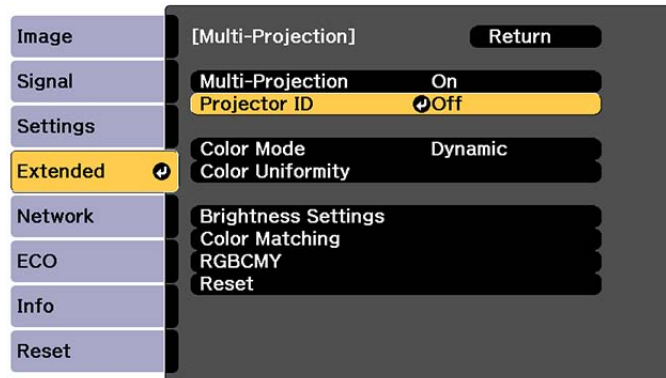 Image
Signal
Settings
Extended
Network
ECO
Info
Reset
[Multi-Projection] Return
Multi-Projection On
Projector ID Off
Color Mode Dynamic
Color Uniformity
Brightness Settings
Color Matching
RGBCMY
Reset